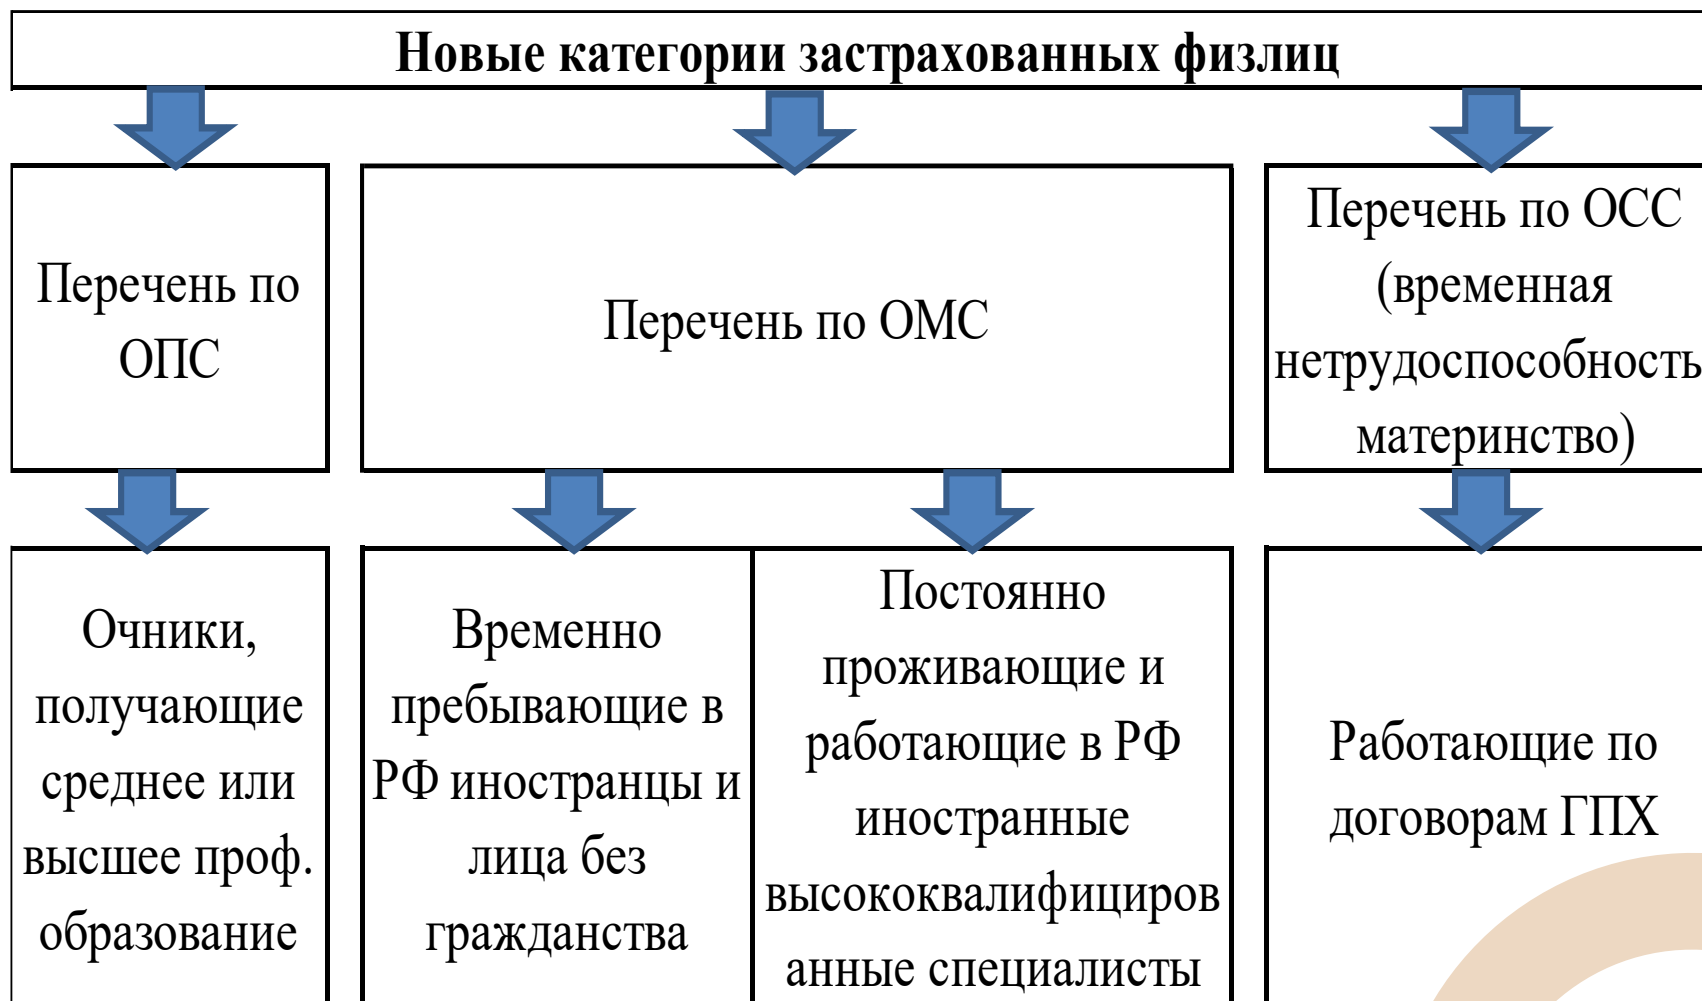 Новые категории застрахованных физлиц
Перечень по
ОПС
Перечень по ОМС
Перечень по ОСС
(временная
нетрудоспособность
материнство)
Очники,
получающие
среднее или
высшее проф.
образование
Временно
пребывающие в
РФ иностранцы и
лица без
гражданства
Постоянно
проживающие и
работающие в РФ
иностранные
высококвалифициров
анные специалисты
Работающие по
договорам ГПХ